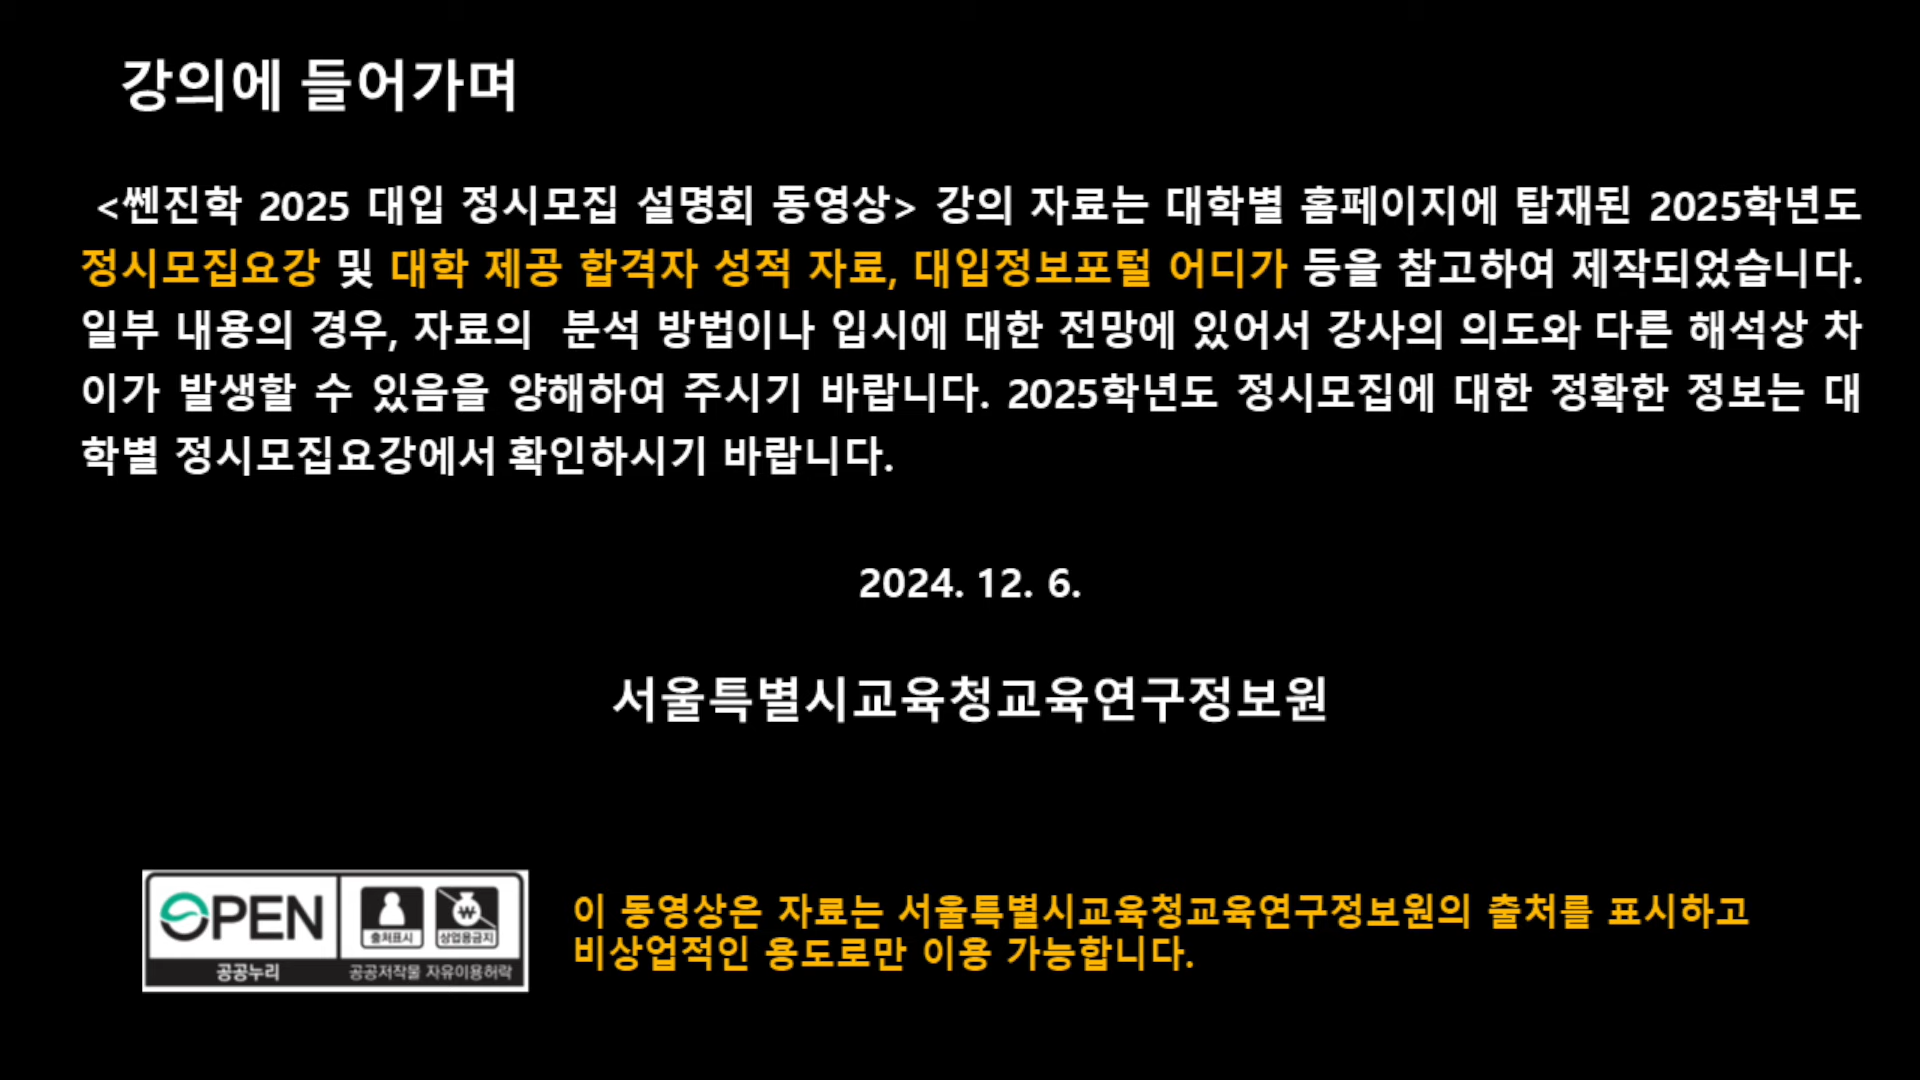 강의에 들어가며
<쎈진학 2025 대입 정시모집 설명회 동영상> 강의 자료는 대학별 홈페이지에 탑재된 2025학년도
정시모집요강 및 대학 제공 합격자 성적 자료, 대입정보포털 어디가 등을 참고하여 제작되었습니다.
일부 내용의 경우, 자료의 분석 방법이나 입시에 대한 전망에 있어서 강사의 의도와 다른 해석상 차
이가 발생할 수 있음을 양해하여 주시기 바랍니다. 2025학년도 정시모집에 대한 정확한 정보는 대
학별 정시모집요강에서 확인하시기 바랍니다.
2024. 12. 6.
서울특별시교육청교육연구정보원
OPEN 출처표시 상업용금지
공공누리 공공저작물 자유이용허락
이 동영상은 자료는 서울특별시교육청교육연구정보원의 출처를 표시하고
비상업적인 용도로만 이용 가능합니다.